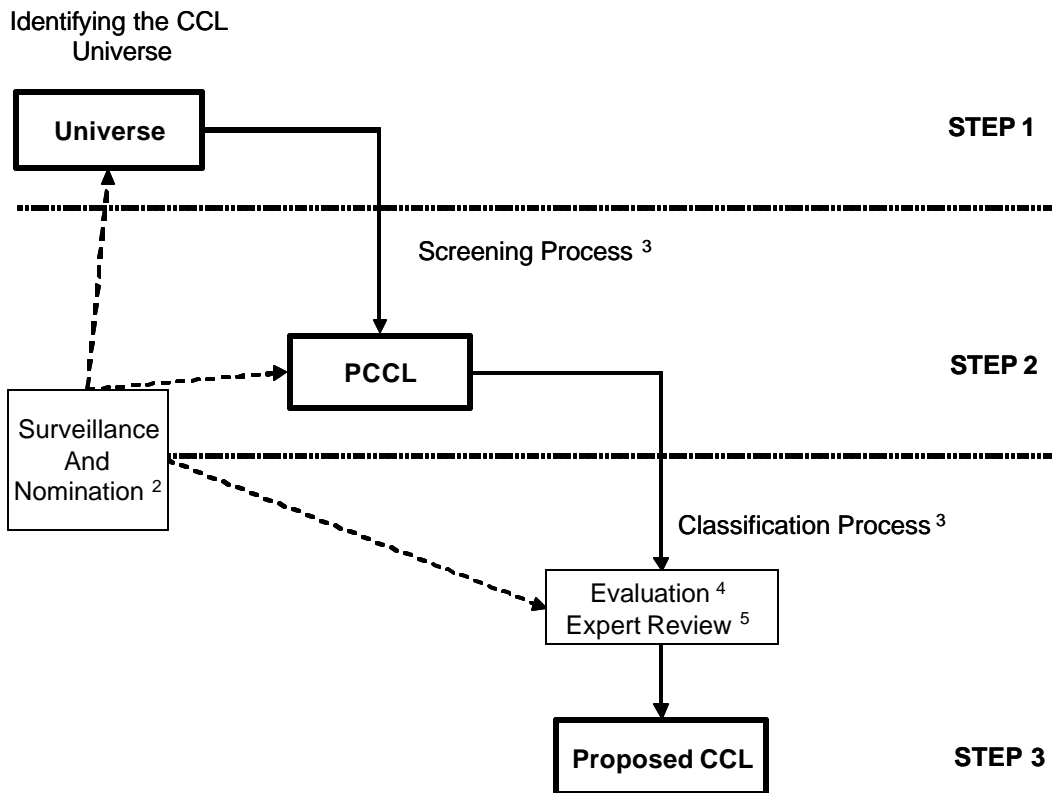 Identifying the CCL
Universe
Universe
STEP 1
Screening Process 3
PCCL
STEP 2
Surveillance
And
Nomination 2
Classification Process 3
Evaluation 4
Expert Review 5
Proposed CCL
STEP 3